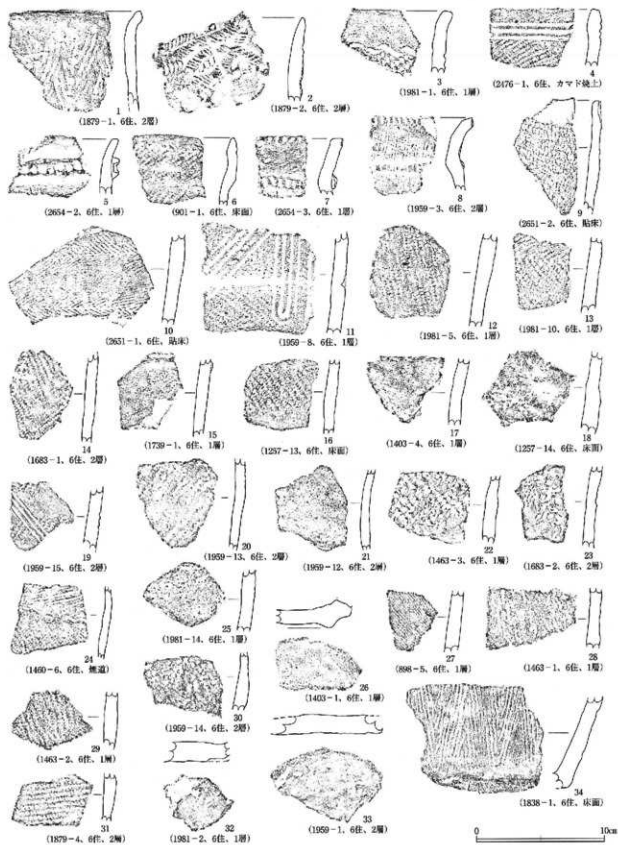 1
(1879-1、6住、2層)
2
(1879-2、6住、2層)
3
(1981-1、6住、1層)
4
(2476-1、6住、カマド焼土)
5
(2654-2、6住、1層)
6
(901-1、6住、床面)
7
(2654-3、6住、1層)
8
(1959-3、6住、2層)
9
(2651-2、6住、貼床)
10
(2651-1、6住、貼床)
11
(1959-8、6住、1層)
12
(1981-5、6住、1層)
13
(1981-10、6住、1層)
14
(1683-1、6住、2層)
15
(1739-1、6住、1層)
16
(1257-13、6住、床面)
17
(1403-4、6住、1層)
18
(1257-14、6住、床面)
19
(1959-15、6住、2層)
20
(1959-13、6住、2層)
21
(1959-12、6住、2層)
22
(1463-3、6住、1層)
23
(1683-2、6住、2層)
24
(1460-6、6住、煙道)
25
(1981-14、6住、1層)
26
(1403-1、6住、1層)
27
(898-5、6住、1層)
28
(1463-1、6住、1層)
29
(1463-2、6住、1層)
30
(1959-14、6住、2層)
31
(1879-4、6住、2層)
32
(1981-2、6住、1層)
33
(1959-1、6住、2層)
34
(1838-1、6住、床面)
0 10cm